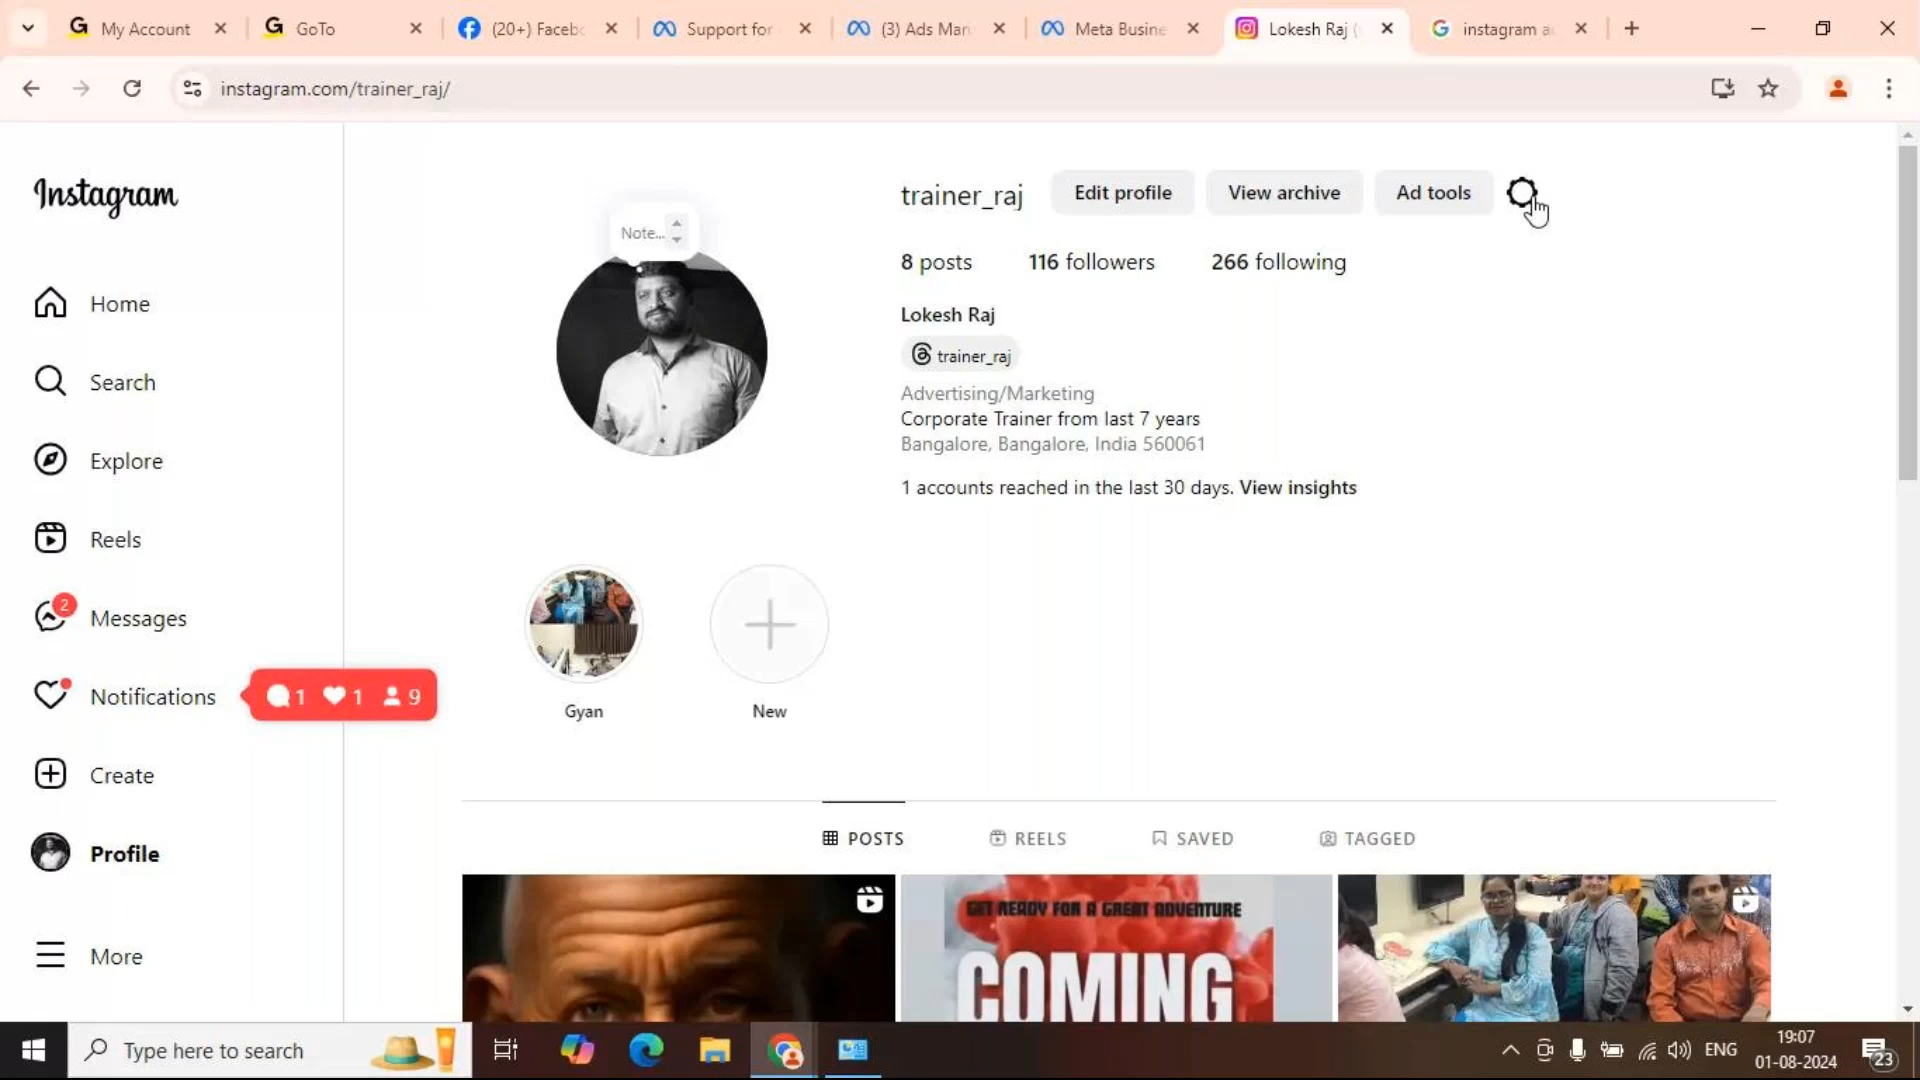 My Account
GoTo
(20+) Facebo
Support for
(3) Ads Man
Meta Busine
Lokesh Raj (
instagram a
instagram.com/trainer_raj/
Instagram
Home
Search
Explore
Reels
2
Messages
Notifications
1 1 9
Create
Profile
More
Note...
trainer_raj
Edit profile
View archive
Ad tools
8 posts
116 followers
266 following
Lokesh Raj
trainer_raj
Advertising/Marketing
Corporate Trainer from last 7 years
Bangalore, Bangalore, India 560061
1 accounts reached in the last 30 days. View insights
Gyan
New
POSTS
REELS
SAVED
TAGGED
GET READY FOR A GREAT ADVENTURE
COMING
Type here to search
ENG
19:07
01-08-2024
23